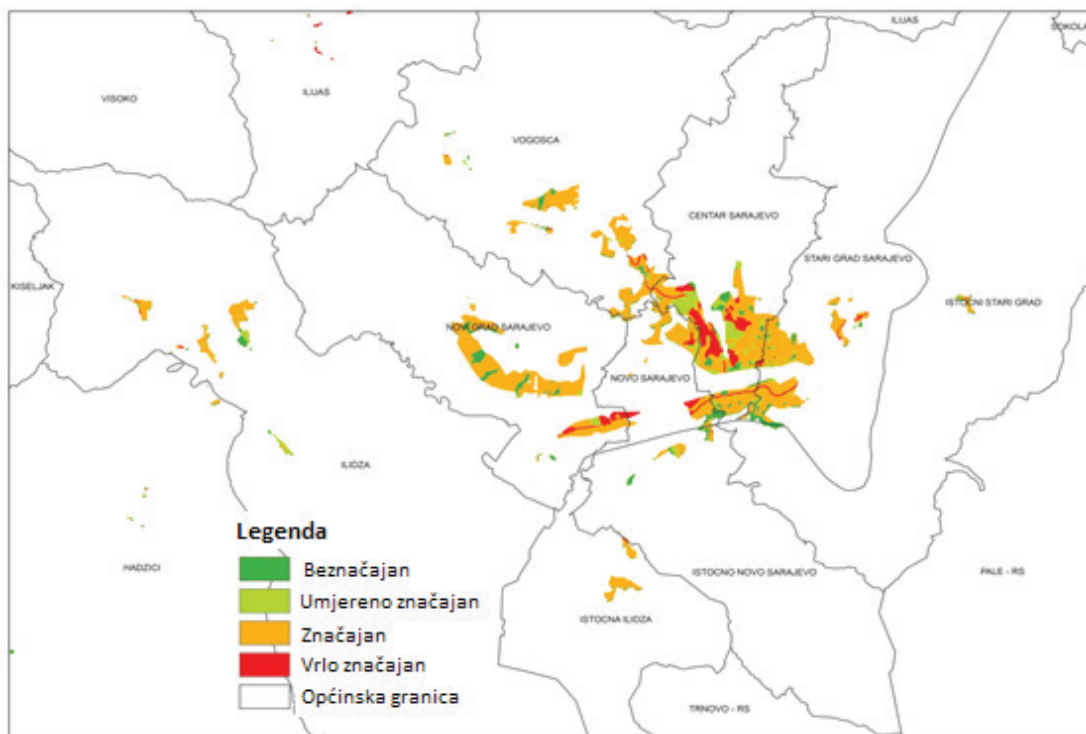 ILIJAS
SOKOLA
VISOKO
ILIJAS
VOGOSCA
CENTAR SARAJEVO
STARI GRAD SARAJEVO
KISELJAK
ISTOCNI STARI GRAD
NOVI GRAD SARAJEVO
NOVO SARAJEVO
ILIDZA
Legenda
HADZICI
Beznačajan
ISTOCNO NOVO SARAJEVO
PALE - RS
Umjereno značajan
ISTOCNA ILIDZA
Značajan
Vrlo značajan
Općinska granica
TRNOVO - RS